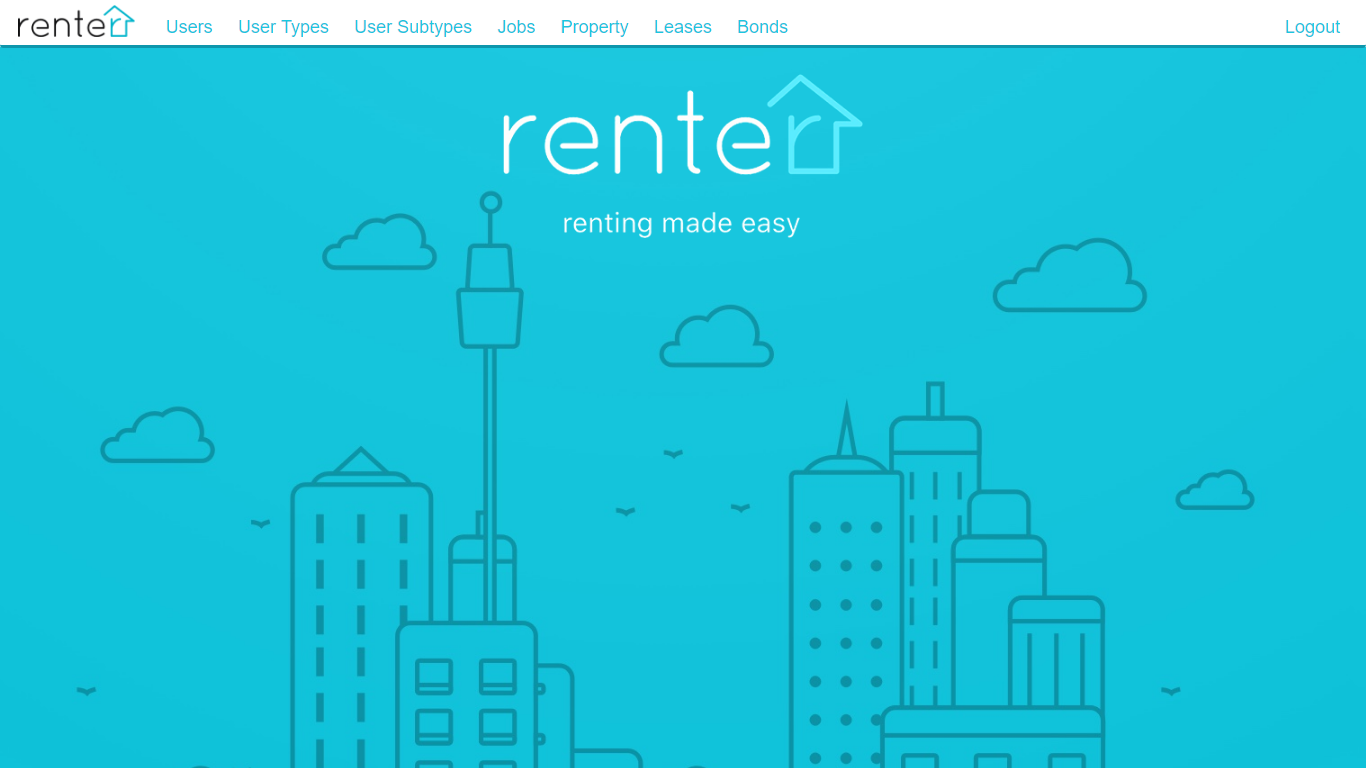 renter Users User Types User Subtypes Jobs Property Leases Bonds Logout
renter
renting made easy